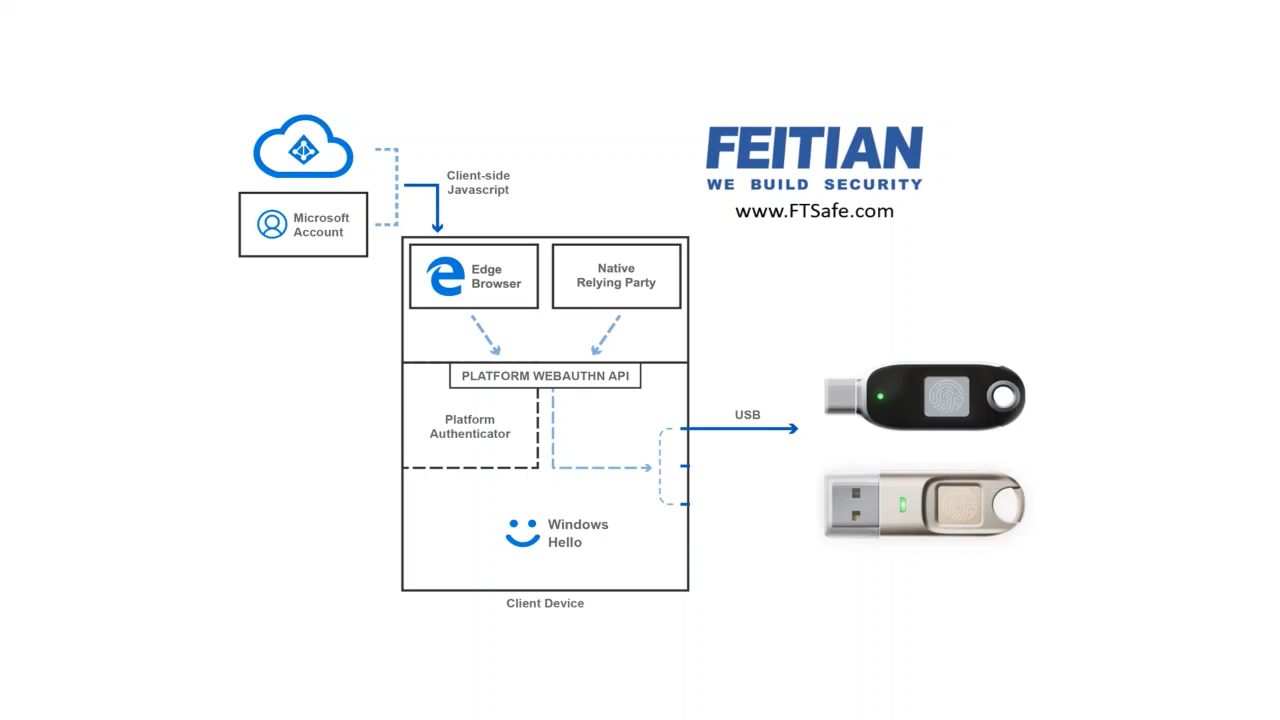 FEITIAN
WE BUILD SECURITY
www.FTSafe.com
Client-side
Javascript
Microsoft
Account
Edge
Browser
Native
Relying Party
PLATFORM WEBAUTHN API
Platform
Authenticator
USB
Windows
Hello
Client Device